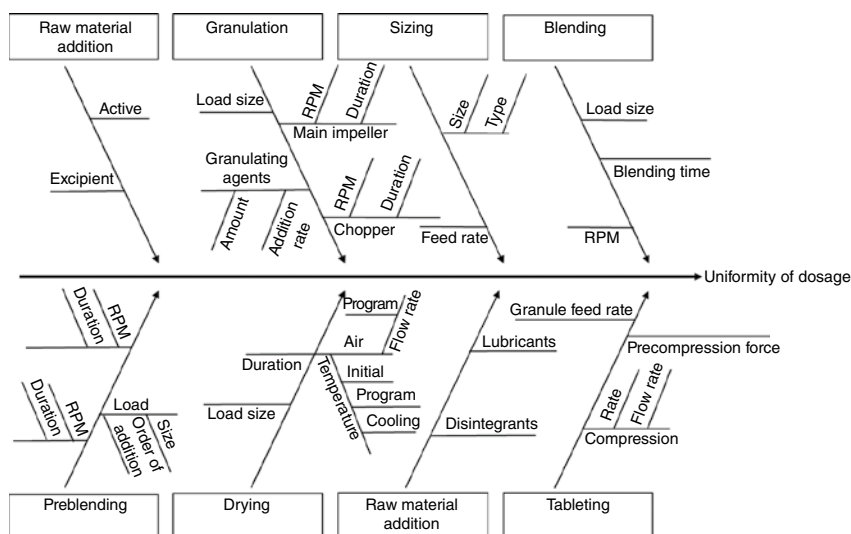 Raw material
addition
Granulation
Sizing
Blending
Active
Excipient
Load size
RPM
Duration
Main impeller
Granulating
agents
Amount
Addition
rate
RPM
Duration
Chopper
Size
Type
Feed rate
Load size
Blending time
RPM
Uniformity of dosage
Duration
RPM
Duration
RPM
Load
Size
Order of
addition
Program
Flow rate
Air
Duration
Temperature
Initial
Program
Cooling
Load size
Lubricants
Disintegrants
Granule feed rate
Precompression force
Rate
Flow rate
Compression
Preblending
Drying
Raw material
addition
Tableting